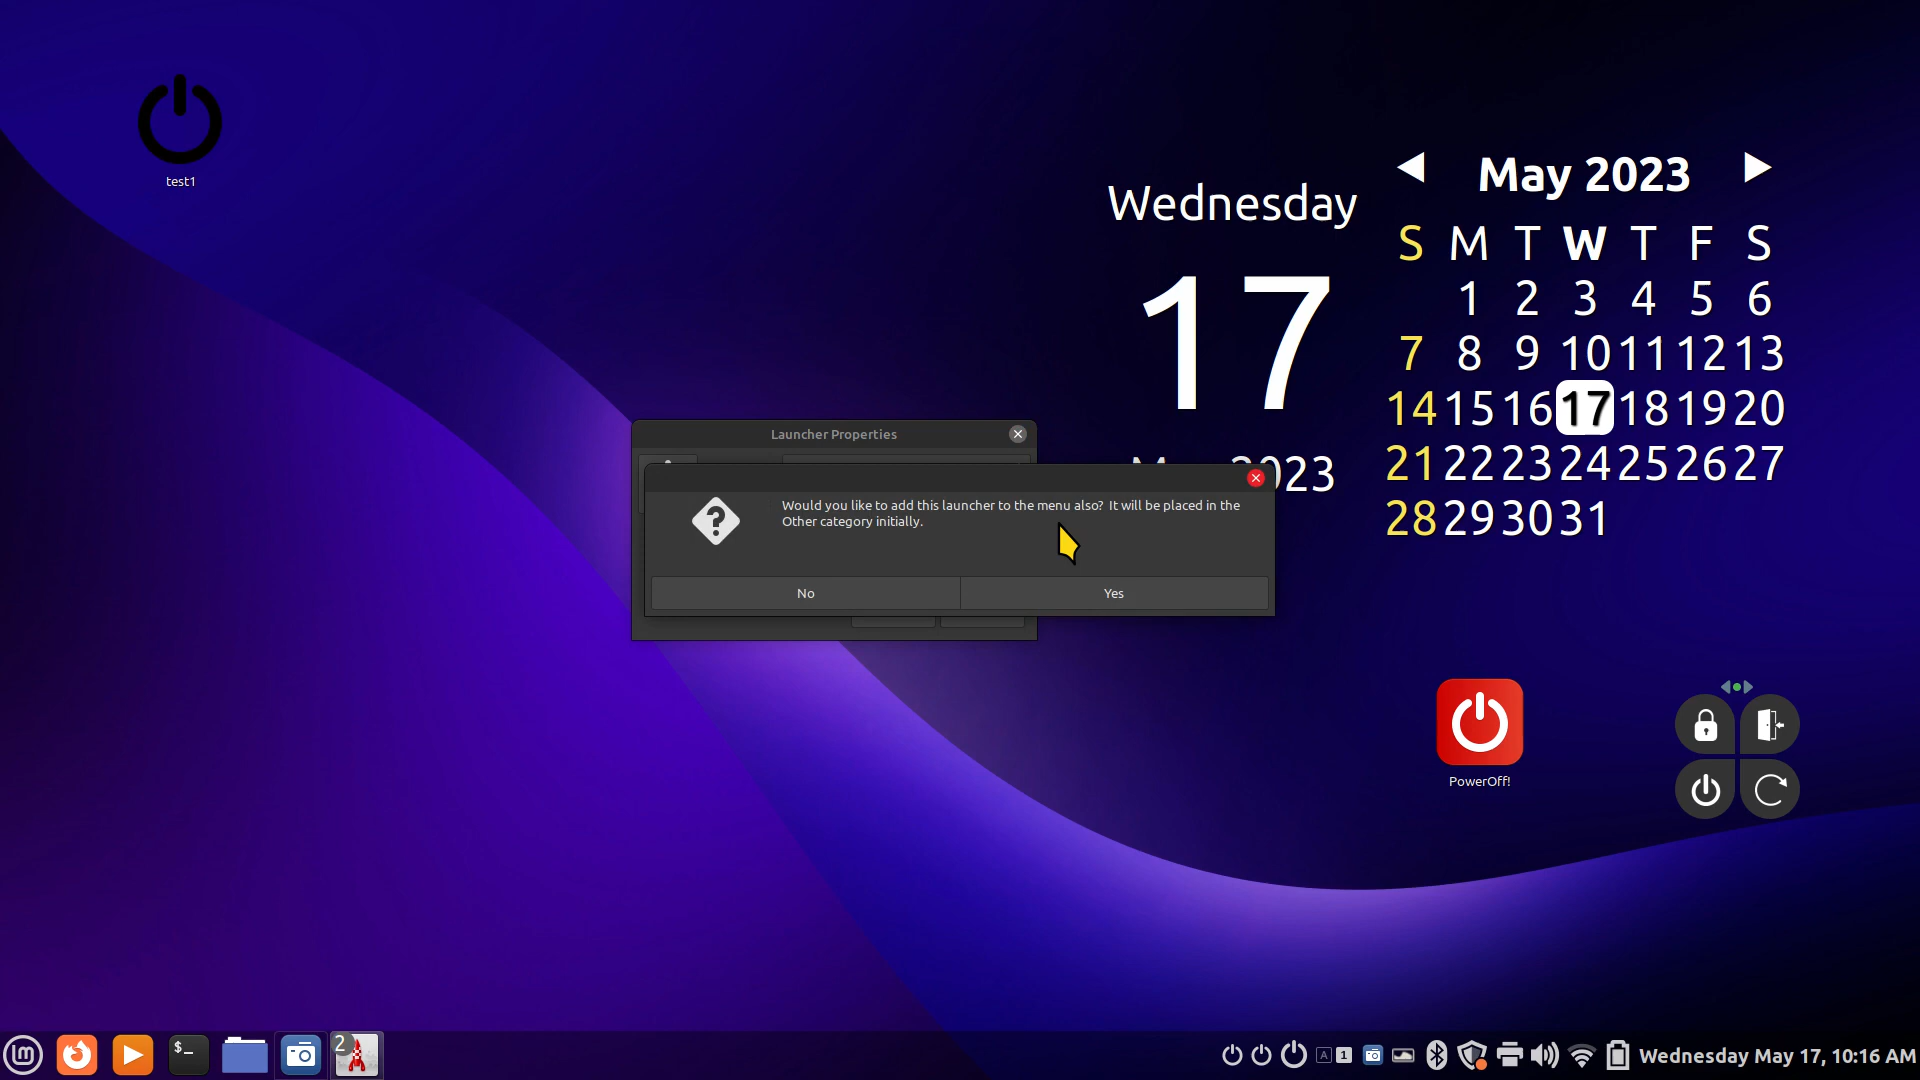 test1
Wednesday
17
2023
May 2023
S M T W T F S
1 2 3 4 5 6
7 8 9 10 11 12 13
14 15 16 17 18 19 20
21 22 23 24 25 26 27
28 29 30 31
Launcher Properties
Would you like to add this launcher to the menu also?  It will be placed in the
Other category initially.
No
Yes
PowerOff!
$_
2
A
1
Wednesday May 17, 10:16 AM